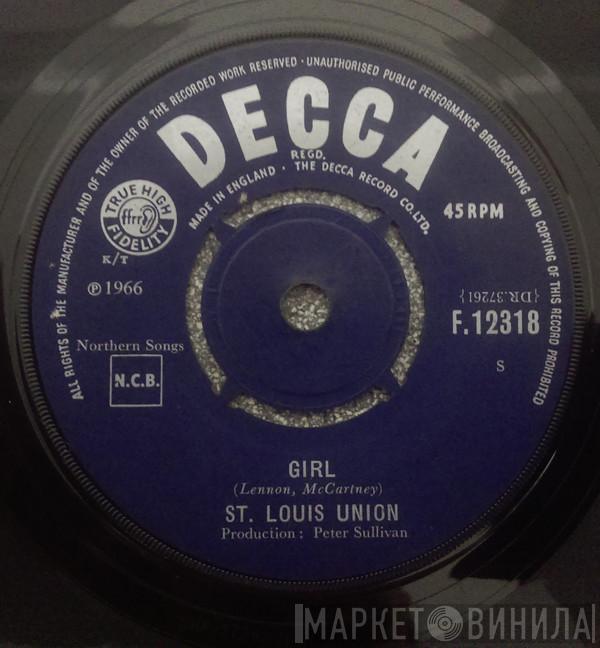 ALL RIGHTS OF THE MANUFACTURER AND OF THE OWNER OF THE RECORDED WORK RESERVED · UNAUTHORISED PUBLIC PERFORMANCE BROADCASTING AND COPYING OF THIS RECORD PROHIBITED
DECCA
REGD.
MADE IN ENGLAND · THE DECCA RECORD CO. LTD.
TRUE HIGH
ffrr
FIDELITY
K/T
45 RPM
℗ 1966
{DR.37261}
F.12318
Northern Songs
N.C.B.
S
GIRL
(Lennon, McCartney)
ST. LOUIS UNION
Production : Peter Sullivan
МАРКЕТ ВИНИЛА